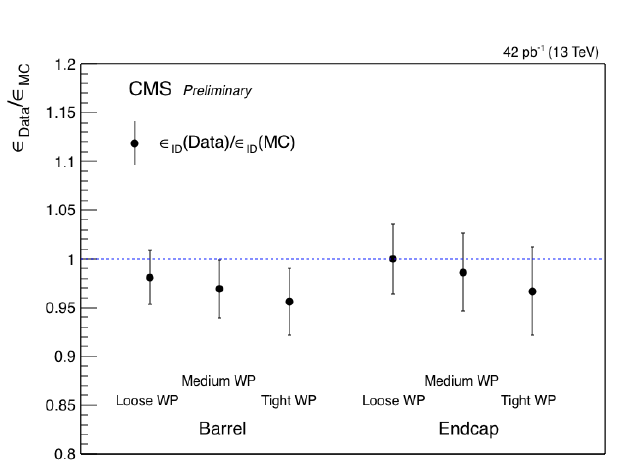 42 pb⁻¹ (13 TeV)
ϵ_Data/ϵ_MC
1.2
CMS Preliminary
1.15
ϵ_ID(Data)/ϵ_ID(MC)
1.1
1.05
1
0.95
0.9
Medium WP Medium WP
0.85
Loose WP Tight WP Loose WP Tight WP
Barrel Endcap
0.8